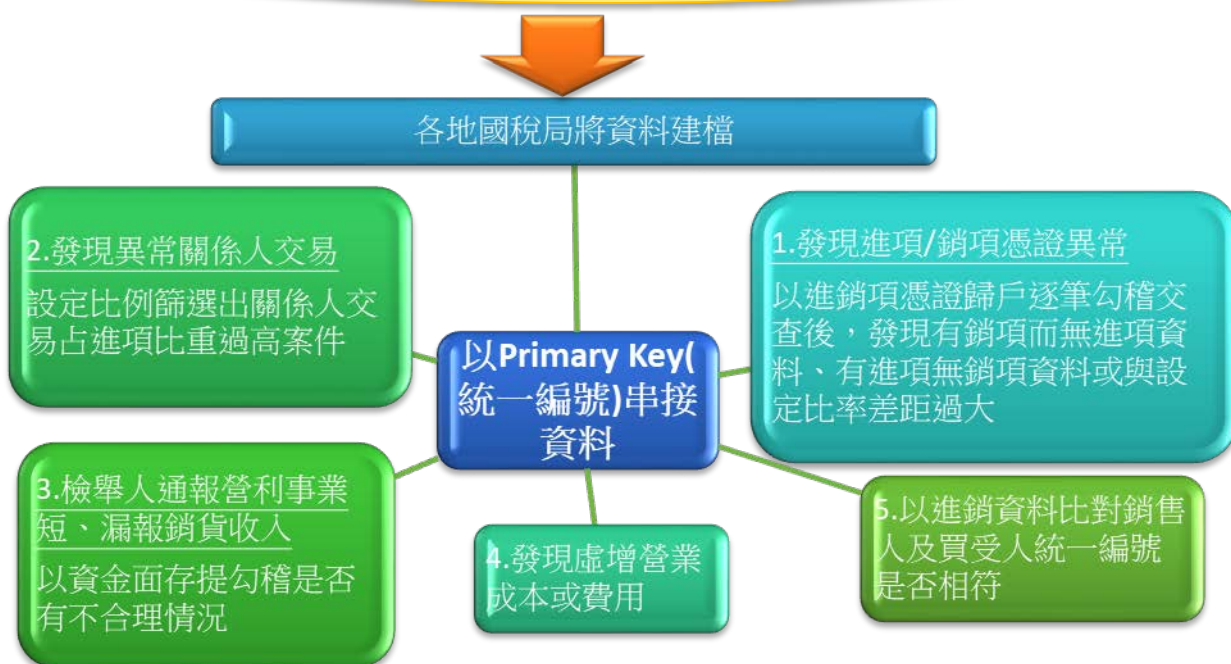 各地國稅局將資料建檔
2.發現異常關係人交易
設定比例篩選出關係人交
易占進項比重過高案件
1.發現進項/銷項憑證異常
以進銷項憑證歸戶逐筆勾稽交
查後，發現有銷項而無進項資
料、有進項無銷項資料或與設
定比率差距過大
以Primary Key(
統一編號)串接
資料
3.檢舉人通報營利事業
短、漏報銷貨收入
以資金面存提勾稽是否
有不合理情況
4.發現虛增營業
成本或費用
5.以進銷資料比對銷售
人及買受人統一編號
是否相符